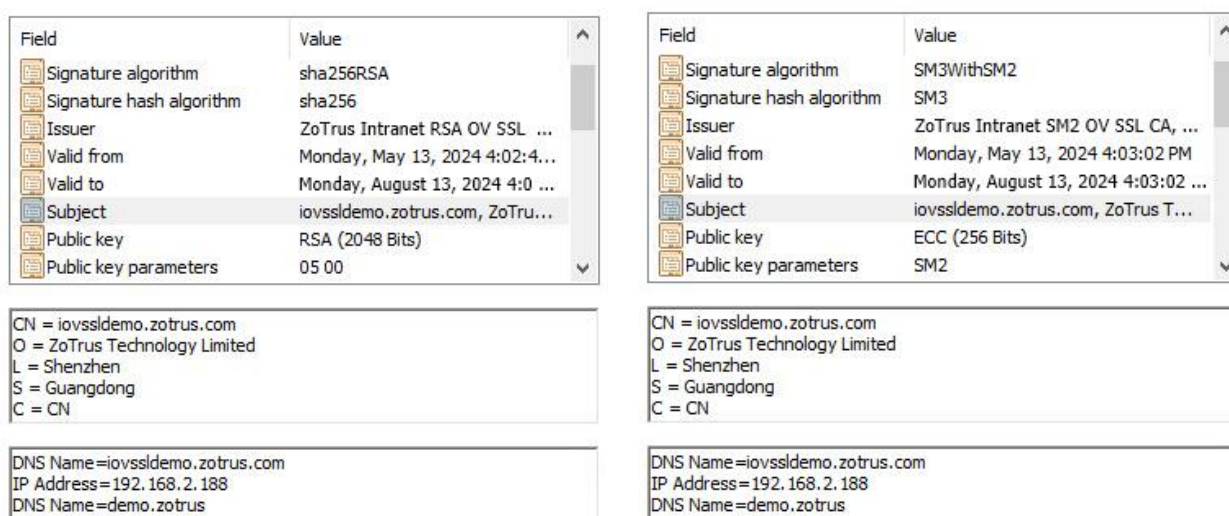 Field Value
Signature algorithm sha256RSA
Signature hash algorithm sha256
Issuer ZoTrus Intranet RSA OV SSL ...
Valid from Monday, May 13, 2024 4:02:4...
Valid to Monday, August 13, 2024 4:0 ...
Subject iovssldemo.zotrus.com, ZoTru...
Public key RSA (2048 Bits)
Public key parameters 05 00
CN = iovssldemo.zotrus.com
O = ZoTrus Technology Limited
L = Shenzhen
S = Guangdong
C = CN
DNS Name=iovssldemo.zotrus.com
IP Address=192.168.2.188
DNS Name=demo.zotrus
Field Value
Signature algorithm SM3WithSM2
Signature hash algorithm SM3
Issuer ZoTrus Intranet SM2 OV SSL CA, ...
Valid from Monday, May 13, 2024 4:03:02 PM
Valid to Monday, August 13, 2024 4:03:02 ...
Subject iovssldemo.zotrus.com, ZoTrus T...
Public key ECC (256 Bits)
Public key parameters SM2
CN = iovssldemo.zotrus.com
O = ZoTrus Technology Limited
L = Shenzhen
S = Guangdong
C = CN
DNS Name=iovssldemo.zotrus.com
IP Address=192.168.2.188
DNS Name=demo.zotrus